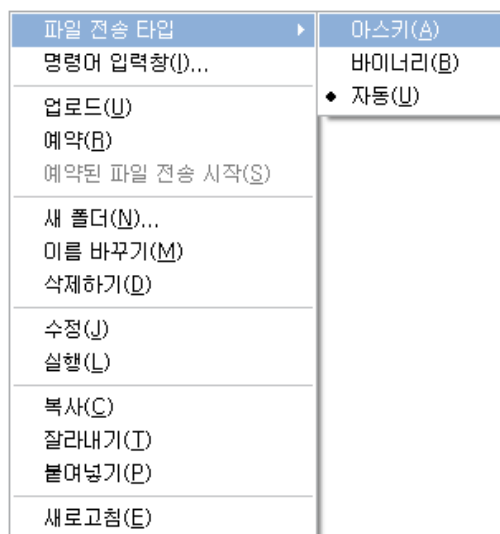 파일 전송 타입
명령어 입력창(I)...
업로드(U)
예약(R)
예약된 파일 전송 시작(S)
새 폴더(N)...
이름 바꾸기(M)
삭제하기(D)
수정(J)
실행(L)
복사(C)
잘라내기(T)
붙여넣기(P)
새로고침(E)
아스키(A)
바이너리(B)
자동(U)